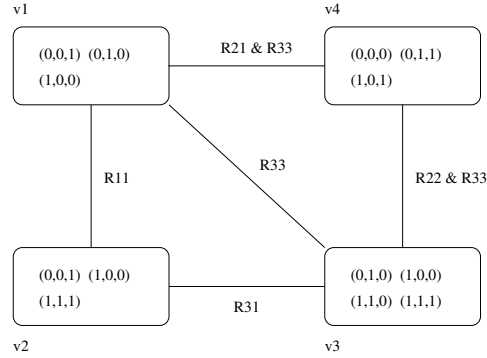 v1
v4
(0,0,1) (0,1,0)
(1,0,0)
R21 & R33
(0,0,0) (0,1,1)
(1,0,1)
R33
R11
R22 & R33
(0,0,1) (1,0,0)
(1,1,1)
R31
(0,1,0) (1,0,0)
(1,1,0) (1,1,1)
v2
v3